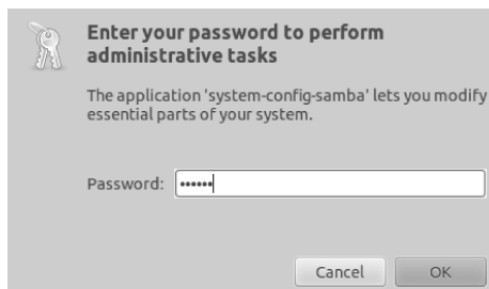 Enter your password to perform
administrative tasks
The application 'system-config-samba' lets you modify
essential parts of your system.
Password: ••••••
Cancel OK